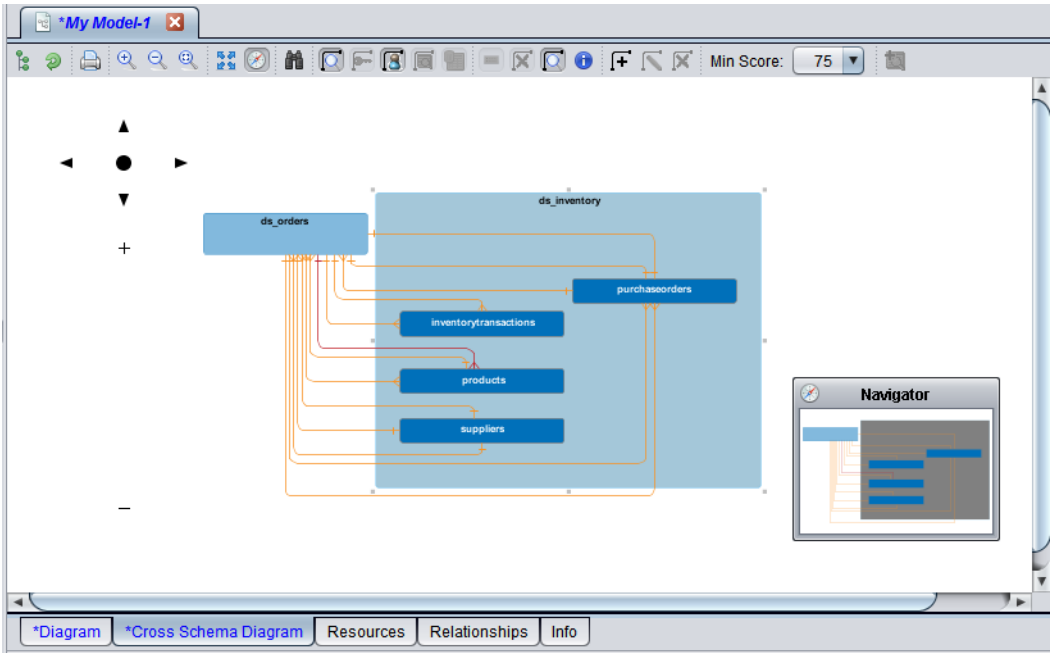 *My Model-1
Min Score: 75
ds_inventory
ds_orders
purchaseorders
inventorytransactions
products
suppliers
Navigator
*Diagram *Cross Schema Diagram Resources Relationships Info